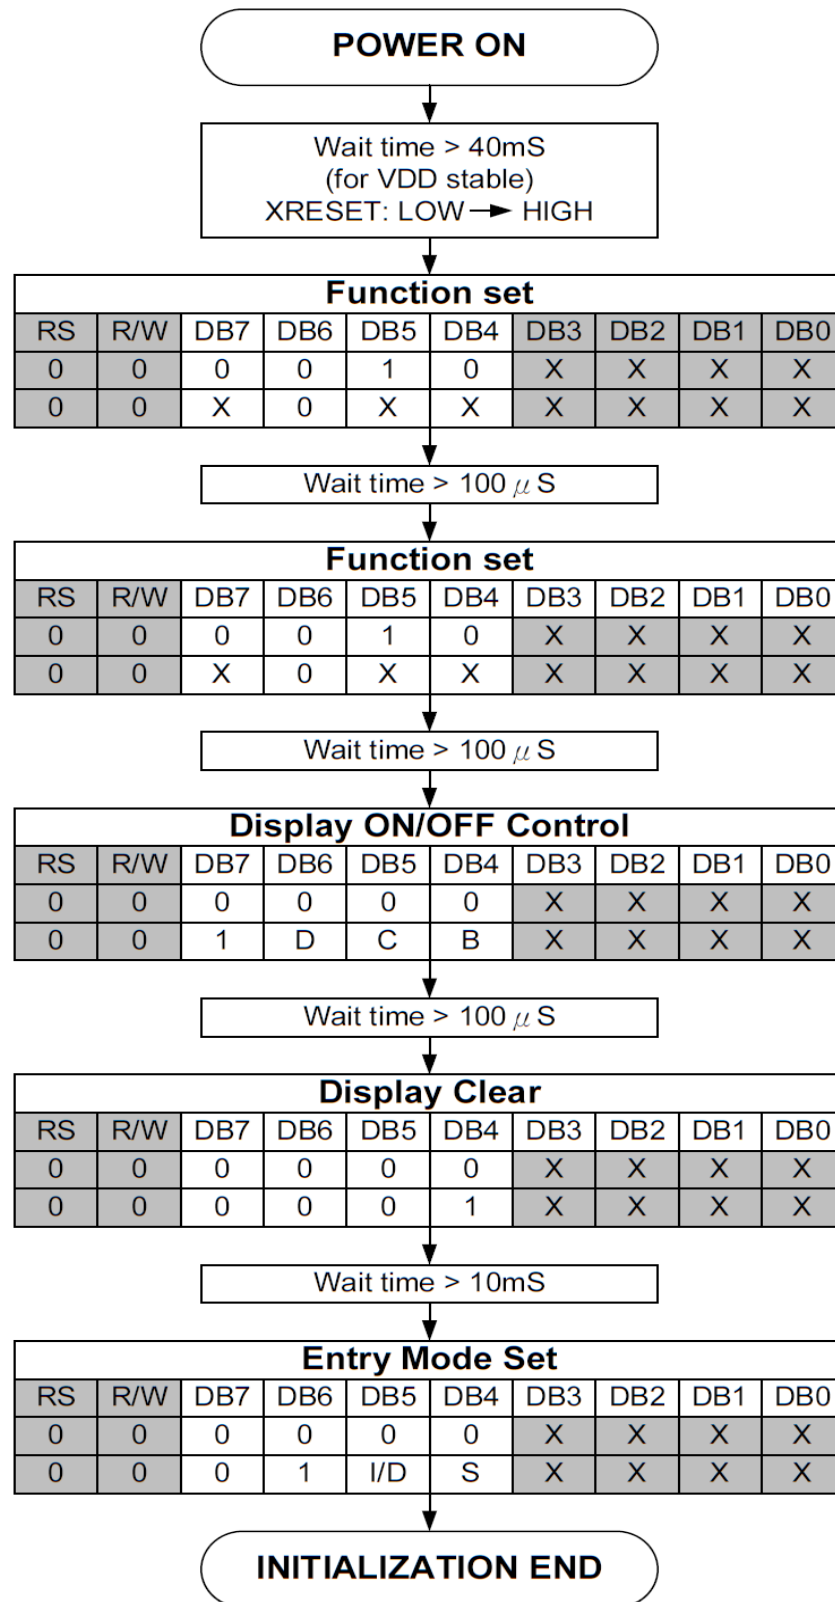 POWER ON
Wait time > 40mS
(for VDD stable)
XRESET: LOW → HIGH
Function set
RS R/W DB7 DB6 DB5 DB4 DB3 DB2 DB1 DB0
0 0 0 0 1 0 X X X X
0 0 X 0 X X X X X X
Wait time > 100 μ S
Function set
RS R/W DB7 DB6 DB5 DB4 DB3 DB2 DB1 DB0
0 0 0 0 1 0 X X X X
0 0 X 0 X X X X X X
Wait time > 100 μ S
Display ON/OFF Control
RS R/W DB7 DB6 DB5 DB4 DB3 DB2 DB1 DB0
0 0 0 0 0 0 X X X X
0 0 1 D C B X X X X
Wait time > 100 μ S
Display Clear
RS R/W DB7 DB6 DB5 DB4 DB3 DB2 DB1 DB0
0 0 0 0 0 0 X X X X
0 0 0 0 0 1 X X X X
Wait time > 10mS
Entry Mode Set
RS R/W DB7 DB6 DB5 DB4 DB3 DB2 DB1 DB0
0 0 0 0 0 0 X X X X
0 0 0 1 I/D S X X X X
INITIALIZATION END